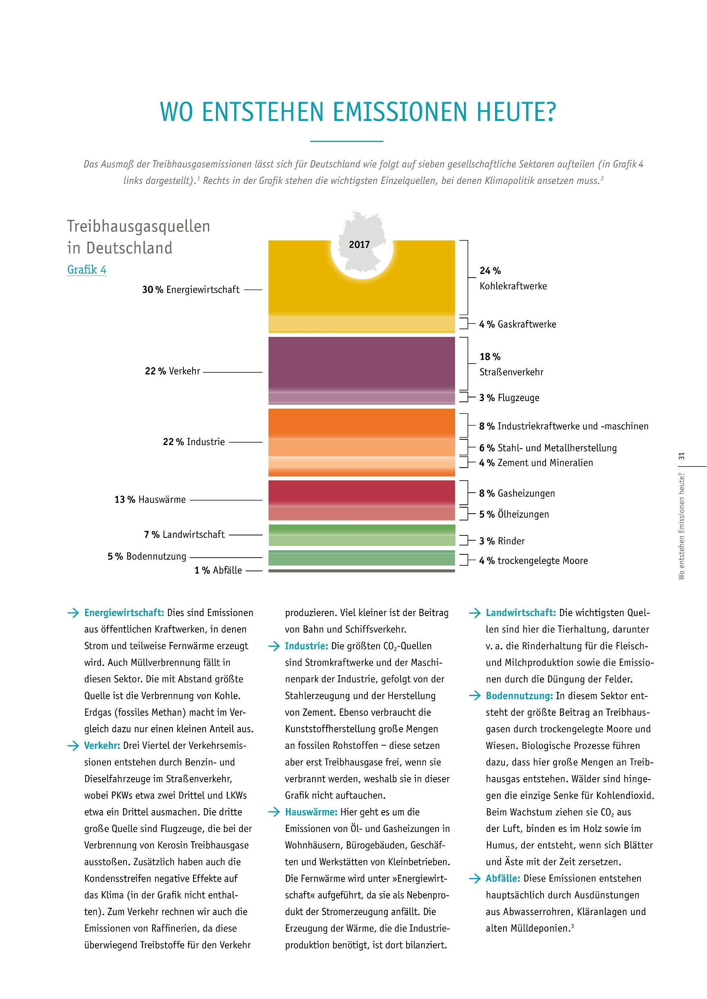 WO ENTSTEHEN EMISSIONEN HEUTE?
Das Ausmaß der Treibhausgasemissionen lässt sich für Deutschland wie folgt auf sieben gesellschaftliche Sektoren aufteilen (in Grafik 4
links dargestellt).¹ Rechts in der Grafik stehen die wichtigsten Einzelquellen, bei denen Klimapolitik ansetzen muss.²
Treibhausgasquellen
in Deutschland
Grafik 4
2017
30 % Energiewirtschaft
22 % Verkehr
22 % Industrie
13 % Hauswärme
7 % Landwirtschaft
5 % Bodennutzung
1 % Abfälle
24 %
Kohlekraftwerke
4 % Gaskraftwerke
18 %
Straßenverkehr
3 % Flugzeuge
8 % Industriekraftwerke und -maschinen
6 % Stahl- und Metallherstellung
4 % Zement und Mineralien
8 % Gasheizungen
5 % Ölheizungen
3 % Rinder
4 % trockengelegte Moore
31
Wo entstehen Emissionen heute?
→ Energiewirtschaft: Dies sind Emissionen
aus öffentlichen Kraftwerken, in denen
Strom und teilweise Fernwärme erzeugt
wird. Auch Müllverbrennung fällt in
diesen Sektor. Die mit Abstand größte
Quelle ist die Verbrennung von Kohle.
Erdgas (fossiles Methan) macht im Ver-
gleich dazu nur einen kleinen Anteil aus.
→ Verkehr: Drei Viertel der Verkehrsemis-
sionen entstehen durch Benzin- und
Dieselfahrzeuge im Straßenverkehr,
wobei PKWs etwa zwei Drittel und LKWs
etwa ein Drittel ausmachen. Die dritte
große Quelle sind Flugzeuge, die bei der
Verbrennung von Kerosin Treibhausgase
ausstoßen. Zusätzlich haben auch die
Kondensstreifen negative Effekte auf
das Klima (in der Grafik nicht enthal-
ten). Zum Verkehr rechnen wir auch die
Emissionen von Raffinerien, da diese
überwiegend Treibstoffe für den Verkehr
produzieren. Viel kleiner ist der Beitrag
von Bahn und Schiffsverkehr.
→ Industrie: Die größten CO₂-Quellen
sind Stromkraftwerke und der Maschi-
nenpark der Industrie, gefolgt von der
Stahlerzeugung und der Herstellung
von Zement. Ebenso verbraucht die
Kunststoffherstellung große Mengen
an fossilen Rohstoffen – diese setzen
aber erst Treibhausgase frei, wenn sie
verbrannt werden, weshalb sie in dieser
Grafik nicht auftauchen.
→ Hauswärme: Hier geht es um die
Emissionen von Öl- und Gasheizungen in
Wohnhäusern, Bürogebäuden, Geschäf-
ten und Werkstätten von Kleinbetrieben.
Die Fernwärme wird unter »Energiewirt-
schaft« aufgeführt, da sie als Nebenpro-
dukt der Stromerzeugung anfällt. Die
Erzeugung der Wärme, die die Industrie-
produktion benötigt, ist dort bilanziert.
→ Landwirtschaft: Die wichtigsten Quel-
len sind hier die Tierhaltung, darunter
v. a. die Rinderhaltung für die Fleisch-
und Milchproduktion sowie die Emissio-
nen durch die Düngung der Felder.
→ Bodennutzung: In diesem Sektor ent-
steht der größte Beitrag an Treibhaus-
gasen durch trockengelegte Moore und
Wiesen. Biologische Prozesse führen
dazu, dass hier große Mengen an Treib-
hausgas entstehen. Wälder sind hinge-
gen die einzige Senke für Kohlendioxid.
Beim Wachstum ziehen sie CO₂ aus
der Luft, binden es im Holz sowie im
Humus, der entsteht, wenn sich Blätter
und Äste mit der Zeit zersetzen.
→ Abfälle: Diese Emissionen entstehen
hauptsächlich durch Ausdünstungen
aus Abwasserrohren, Kläranlagen und
alten Mülldeponien.³